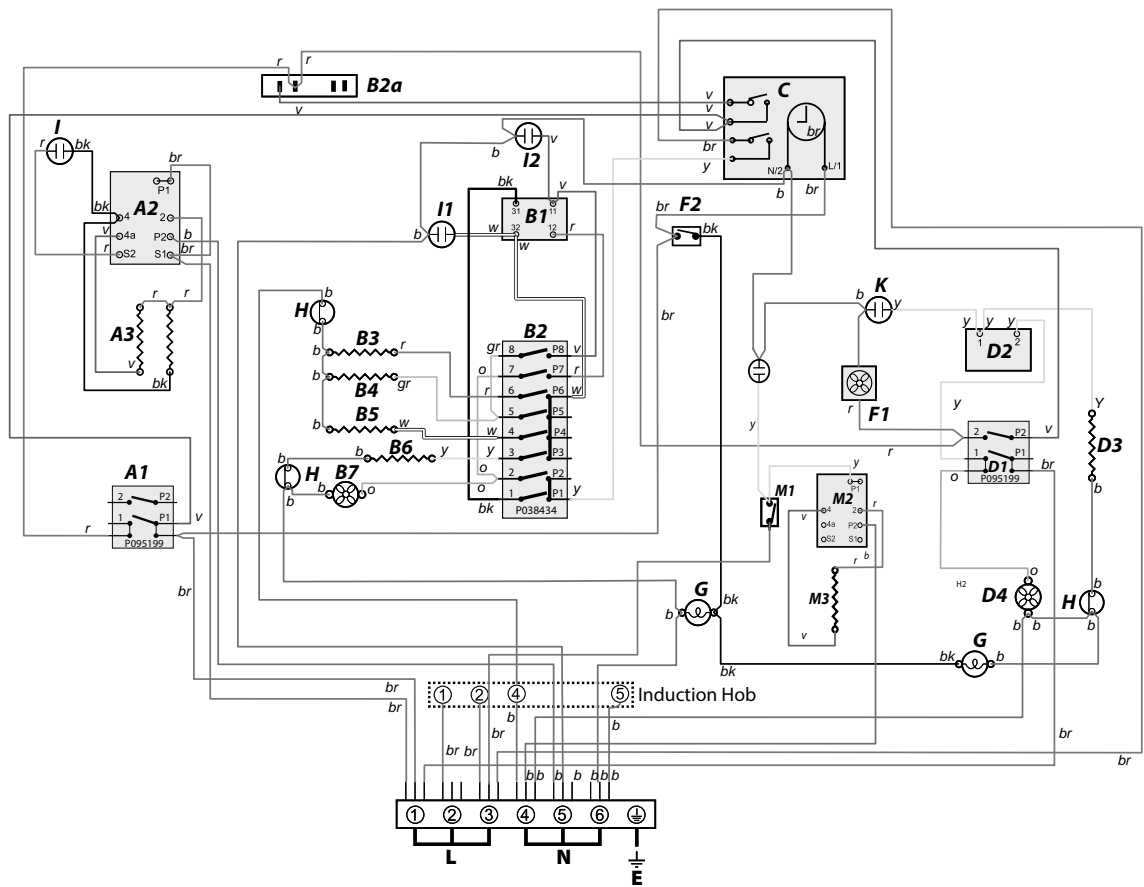 r
r
B2a
v
C
v
v
v
br
y
br
N/2
L/1
b
br
I
r
bk
br
P1
A2
bk
4
2
v
4a
P2
b
r
S2
S1
br
r
r
A3
v
bk
b
I2
v
bk
v
I1
31
11
B1
b
w
32
12
r
w
br
F2
bk
br
b
K
y
y
y
y
1
2
D2
b
H
b
B3
b
r
b
B4
gr
B5
b
w
B6
b
y
b
H
B7
b
o
B2
gr
8
P8
v
o
7
P7
r
r
6
P6
w
5
P5
w
4
P4
y
3
P3
o
2
P2
o
1
P1
y
bk
P038434
F1
r
y
r
2
P2
v
1
P1
br
o
D1
P095199
Y
D3
b
A1
2
P2
1
P1
v
r
P095199
br
y
M1
y
P1
M2
v
4
2
r
4a
P2
S2
S1
r
b
M3
v
G
b
bk
bk
H2
o
D4
b
b
b
H
b
G
bk
b
br
br
1
2
4
5
Induction Hob
b
b
br
br
br
br
br
b
b
b
b
b
b
b
1
2
3
4
5
6
L
N
E